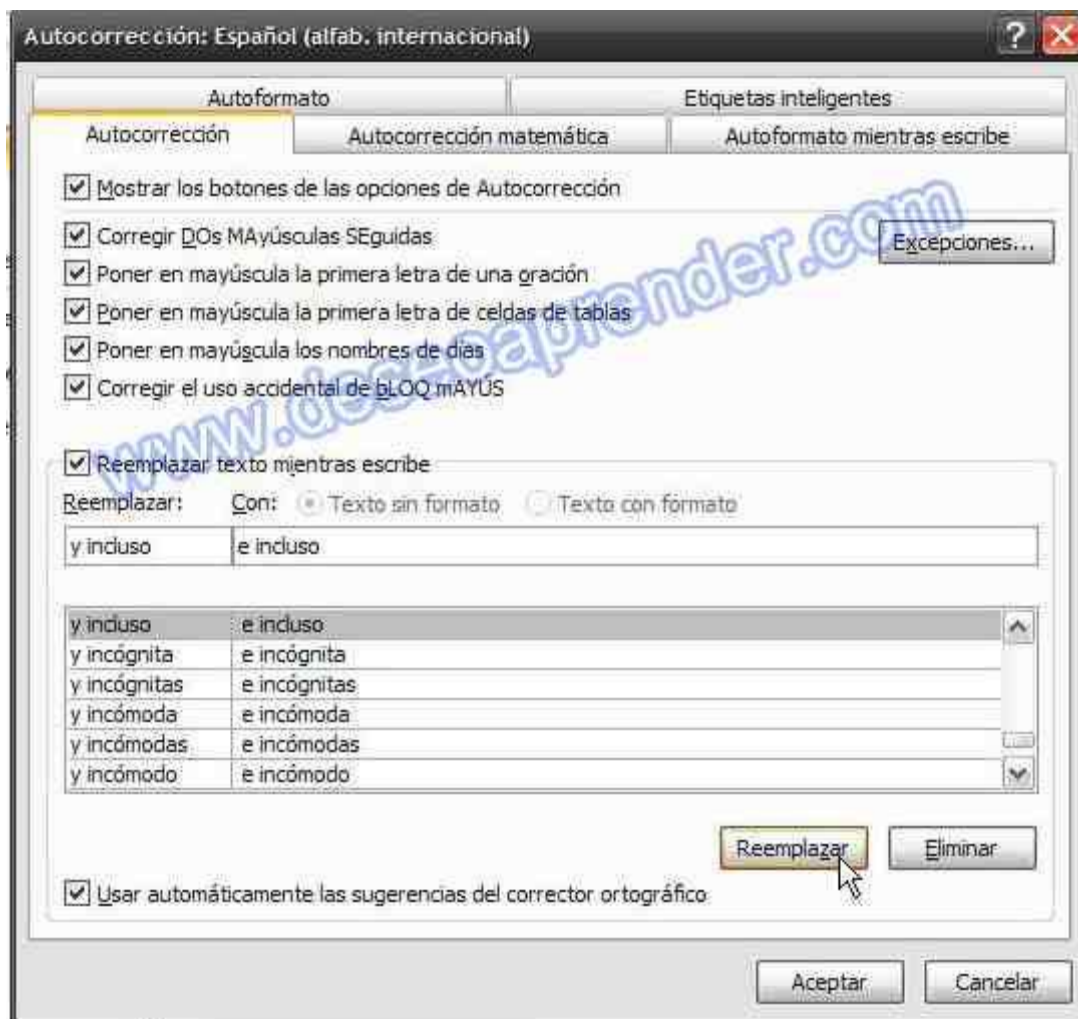 Autocorrección: Español (alfab. internacional)
Autoformato Etiquetas inteligentes
Autocorrección Autocorrección matemática Autoformato mientras escribe
Mostrar los botones de las opciones de Autocorrección
Corregir DOs MAyúsculas SEguidas Excepciones...
Poner en mayúscula la primera letra de una oración
Poner en mayúscula la primera letra de celdas de tablas
Poner en mayúscula los nombres de días
Corregir el uso accidental de bLOQ mAYÚS
www.deseoaprender.com
Reemplazar texto mientras escribe
Reemplazar: Con: Texto sin formato Texto con formato
y incluso e incluso
y incluso e incluso
y incógnita e incógnita
y incógnitas e incógnitas
y incómoda e incómoda
y incómodas e incómodas
y incómodo e incómodo
Reemplazar Eliminar
Usar automáticamente las sugerencias del corrector ortográfico
Aceptar Cancelar